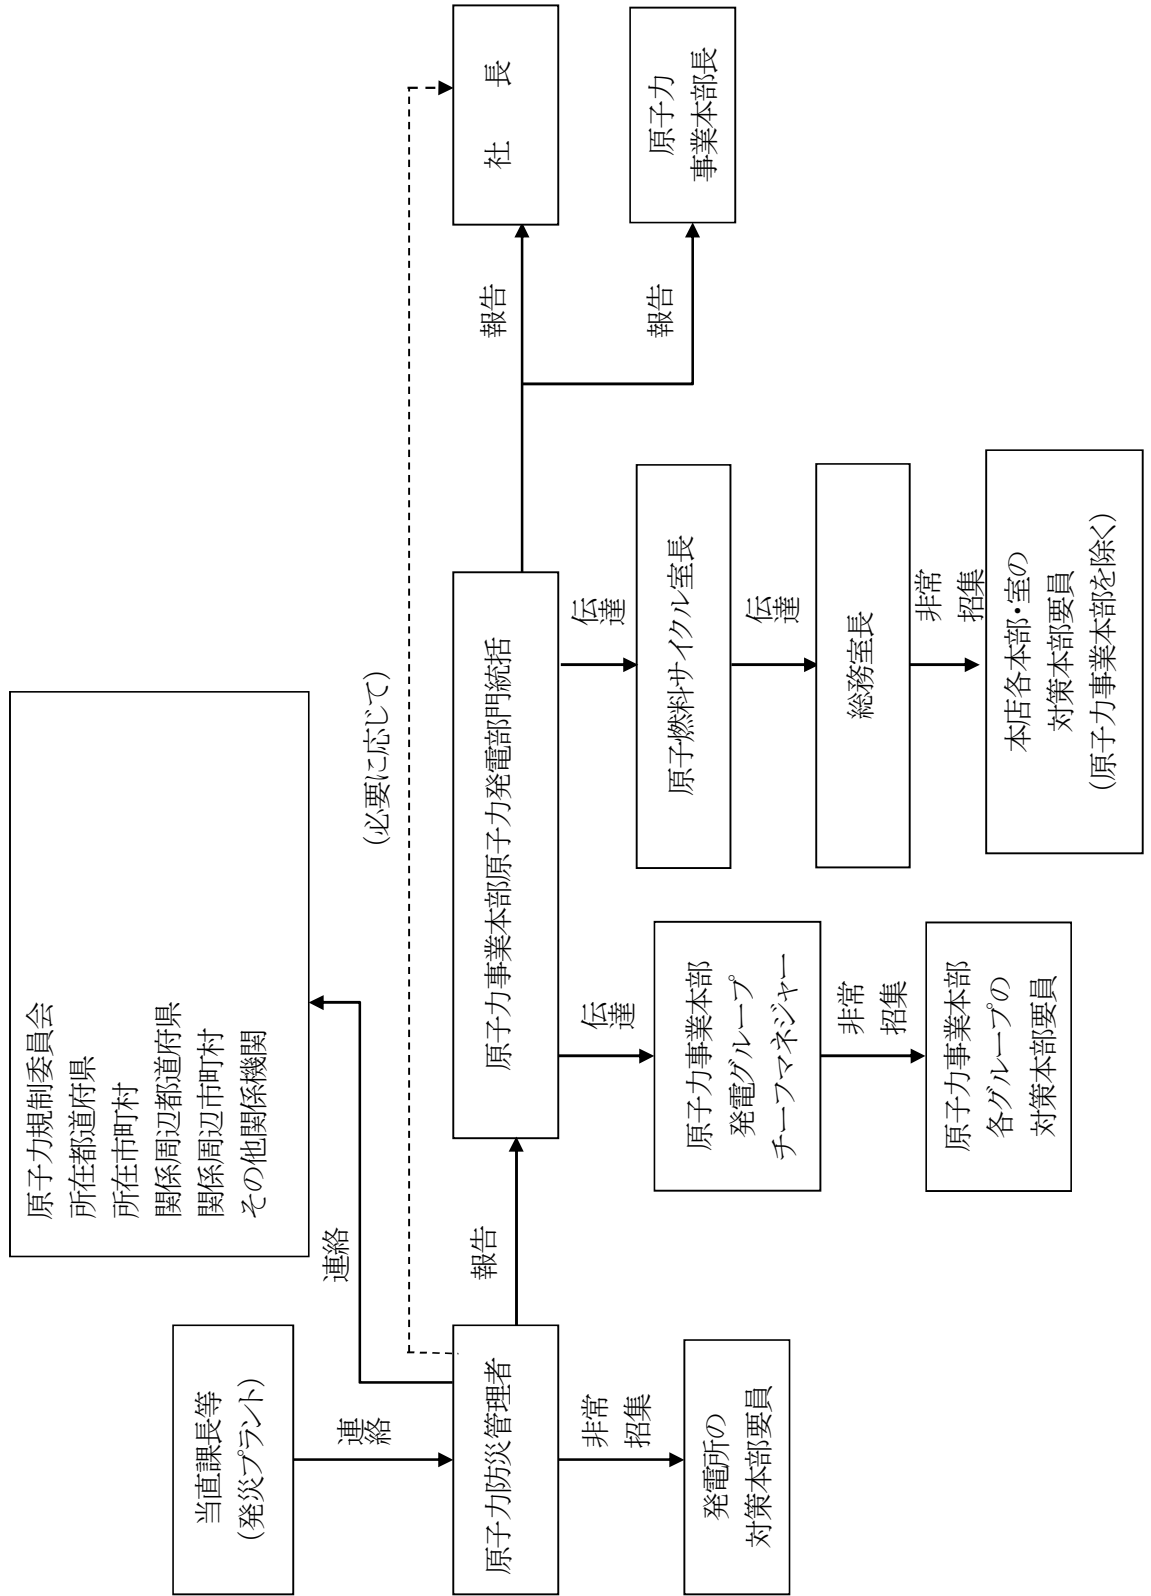 当直課長等
(発災プラント)
連絡
原子力防災管理者
非常
招集
発電所の
対策本部要員
連絡
原子力規制委員会
所在都道府県
所在市町村
関係周辺都道府県
関係周辺市町村
その他関係機関
(必要に応じて)
報告
原子力事業本部原子力発電部門統括
伝達
原子力事業本部
発電グループ
チーフマネジャー
非常
招集
原子力事業本部
各グループの
対策本部要員
伝達
原子燃料サイクル室長
伝達
総務室長
非常
招集
本店各本部・室の
対策本部要員
(原子力事業本部を除く)
報告
社　長
報告
原子力
事業本部長